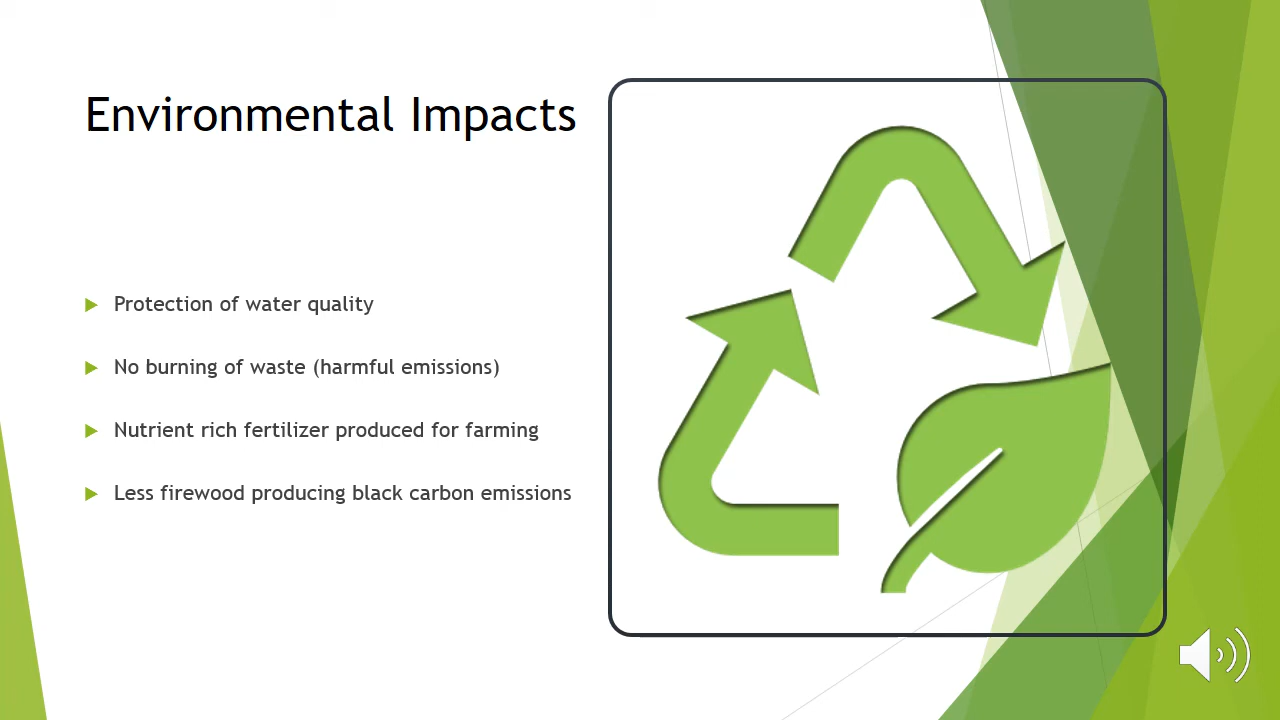 Environmental Impacts
Protection of water quality
No burning of waste (harmful emissions)
Nutrient rich fertilizer produced for farming
Less firewood producing black carbon emissions